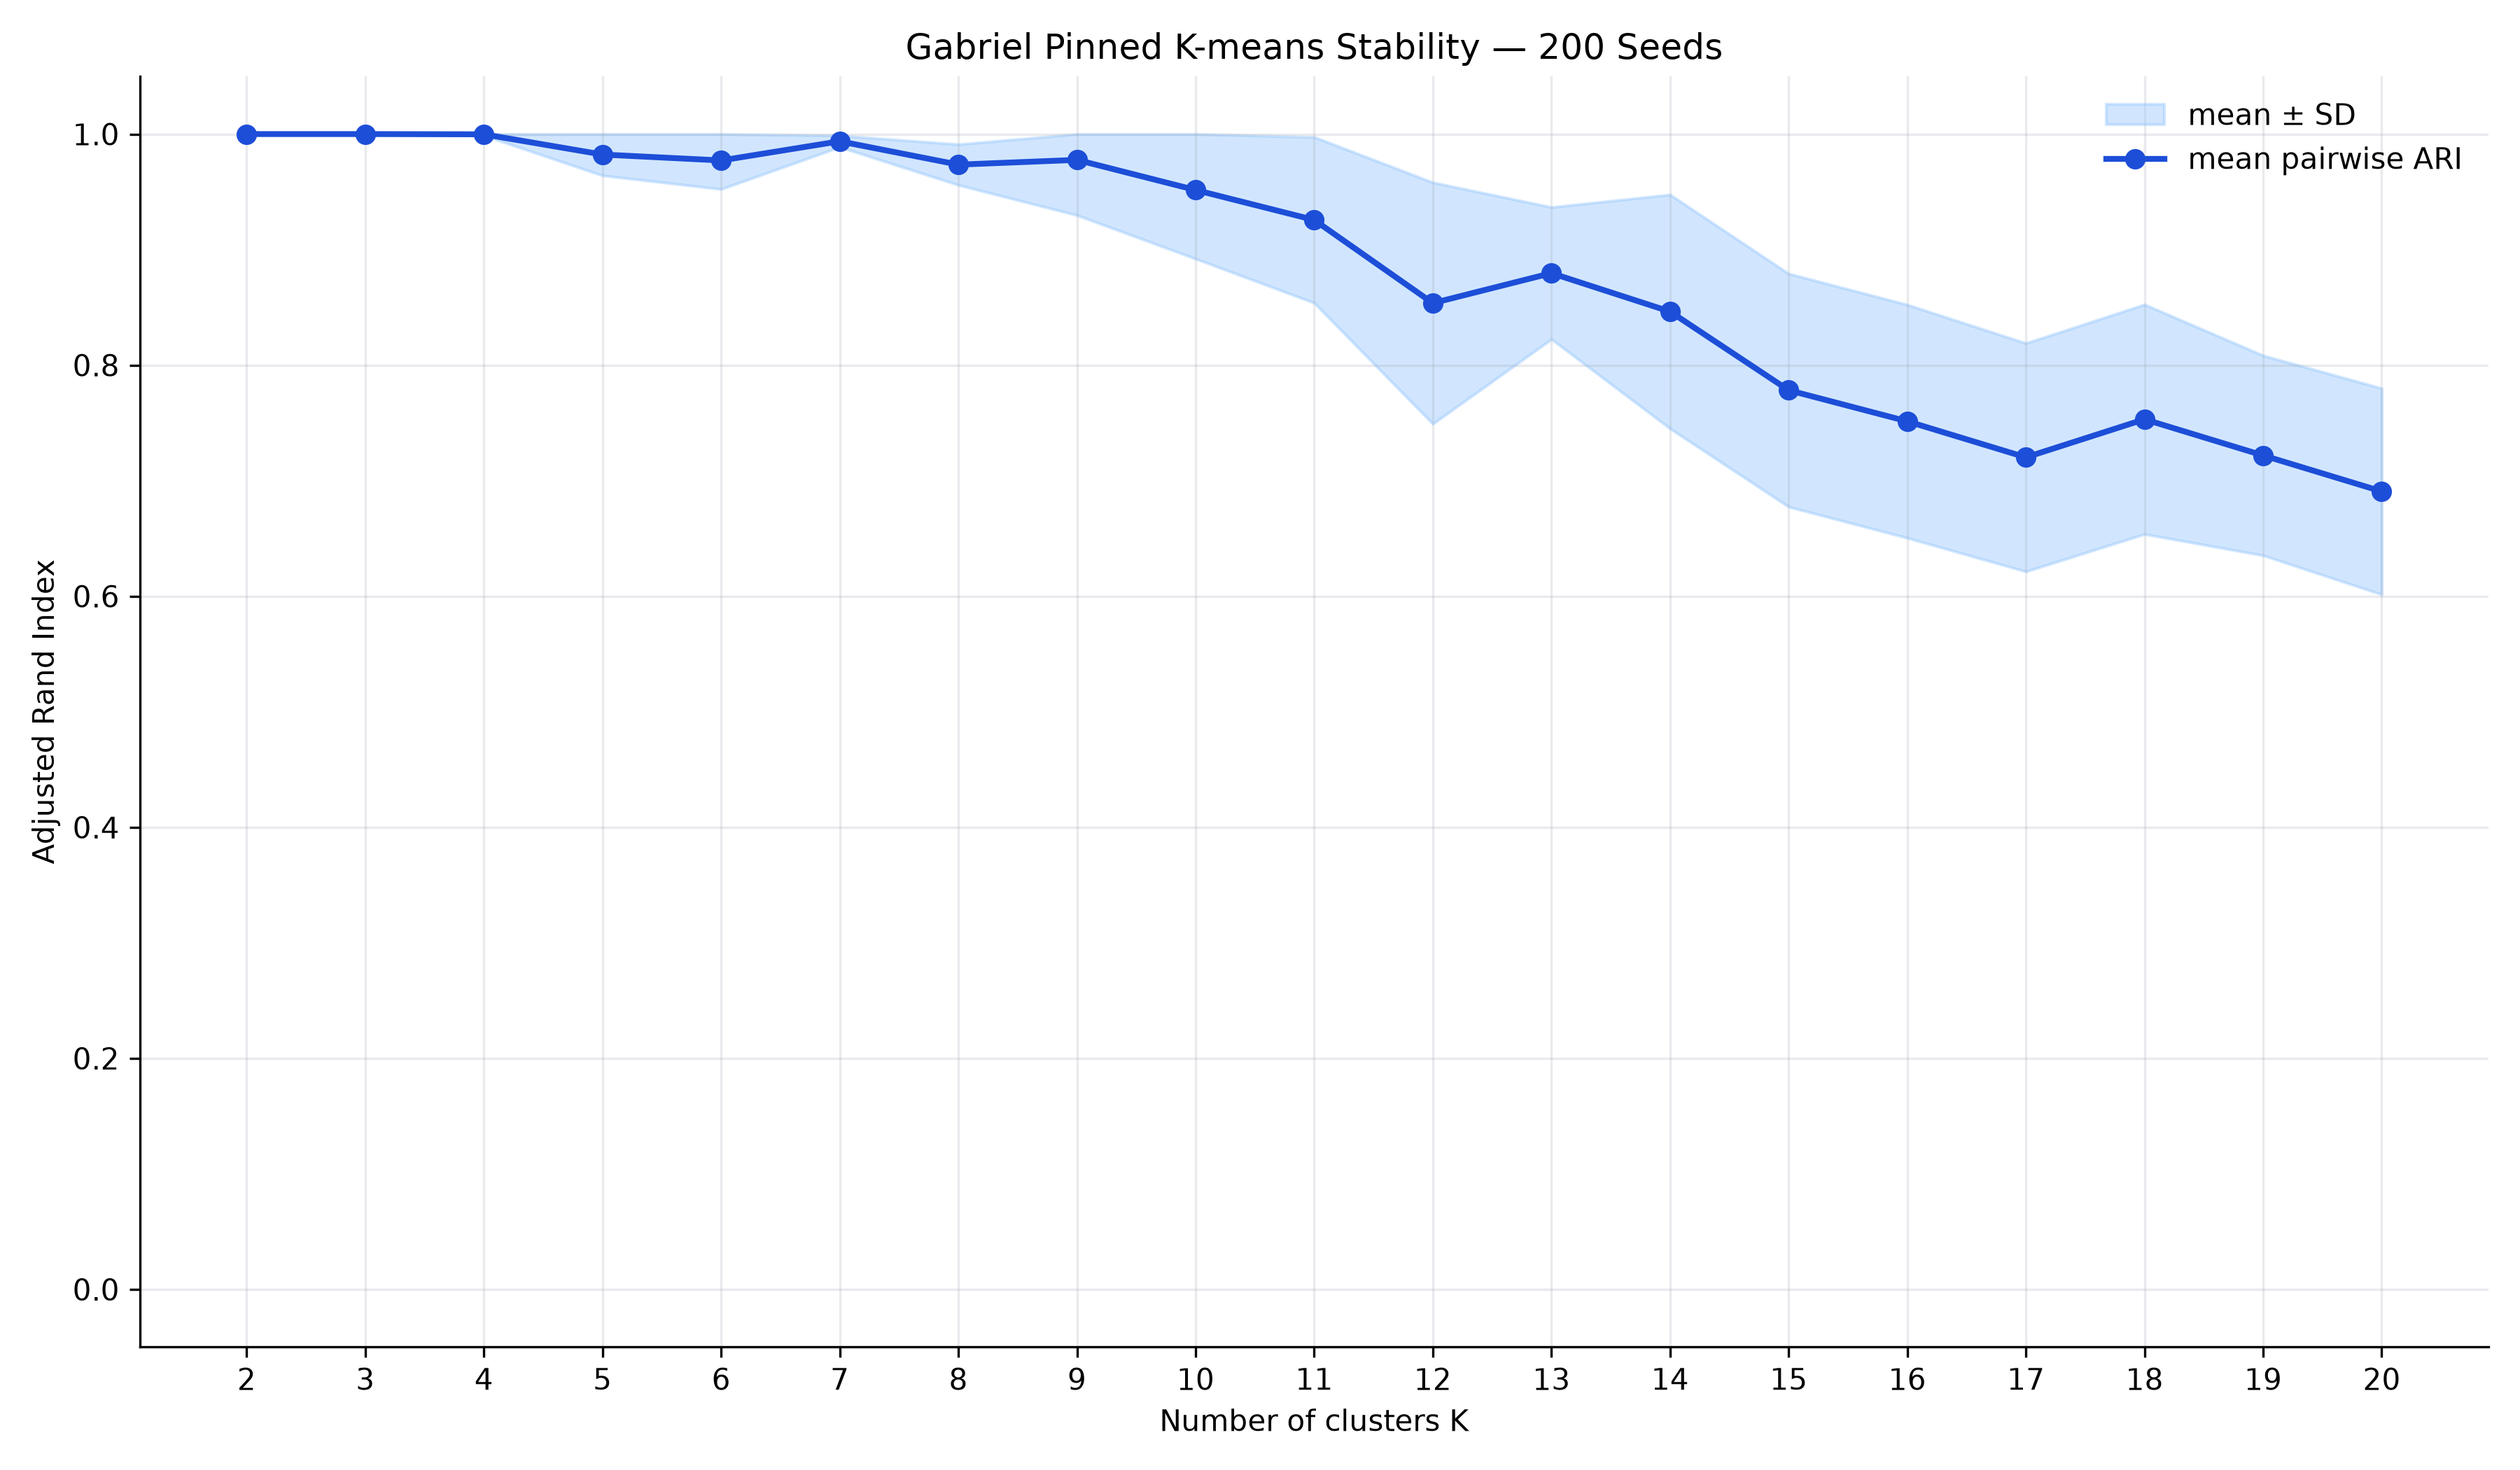 Gabriel Pinned K-means Stability — 200 Seeds
mean ± SD
mean pairwise ARI
Adjusted Rand Index
1.0
0.8
0.6
0.4
0.2
0.0
2 3 4 5 6 7 8 9 10 11 12 13 14 15 16 17 18 19 20
Number of clusters K